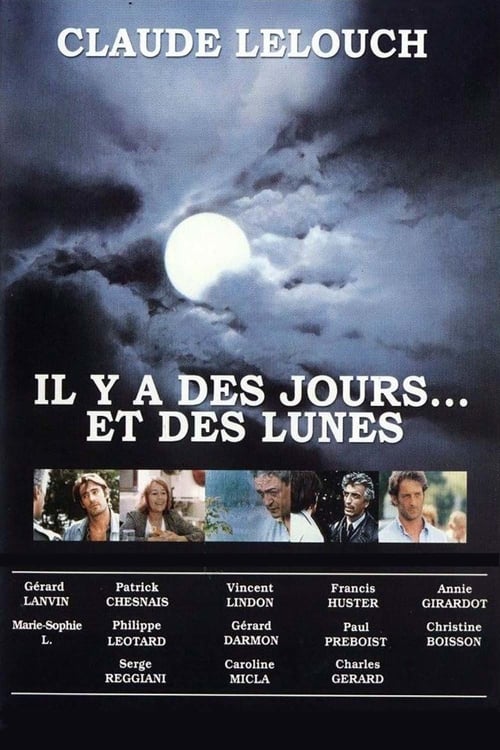 CLAUDE LELOUCH
IL Y A DES JOURS...
ET DES LUNES
Gérard Patrick Vincent Francis Annie
LANVIN CHESNAIS LINDON HUSTER GIRARDOT
Marie-Sophie Philippe Gérard Paul Christine
L. LEOTARD DARMON PREBOIST BOISSON
Serge Caroline Charles
REGGIANI MICLA GERARD